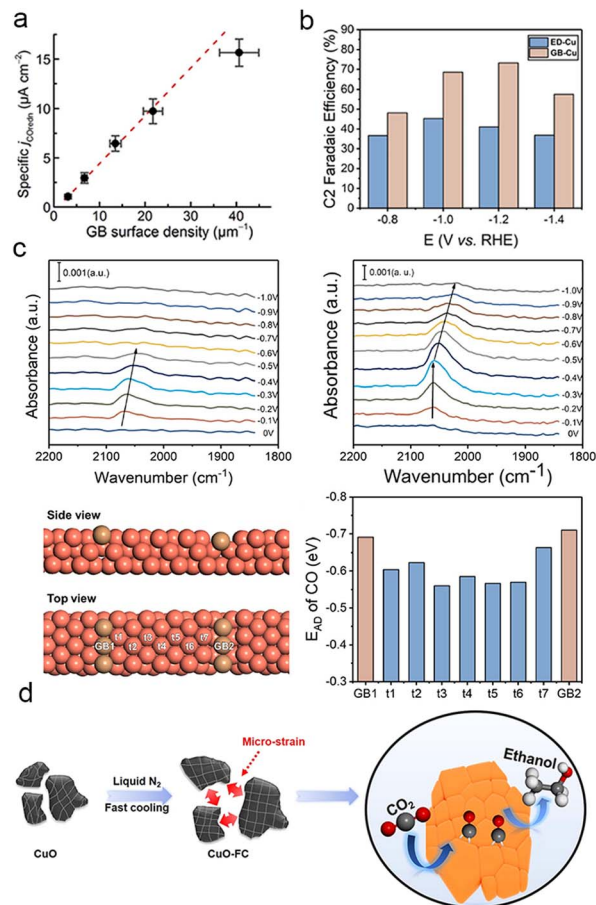 a
Specific jCOredn (μA cm-2)
15
10
5
0
0 10 20 30 40
GB surface density (μm-1)
b
C2 Faradaic Efficiency (%)
90
80
70
60
50
40
30
20
10
0
ED-Cu
GB-Cu
-0.8 -1.0 -1.2 -1.4
E (V vs. RHE)
c
0.001(a.u.)
Absorbance (a.u.)
-1.0V
-0.9V
-0.8V
-0.7V
-0.6V
-0.5V
-0.4V
-0.3V
-0.2V
-0.1V
0V
2200 2100 2000 1900 1800
Wavenumber (cm-1)
0.001(a.u.)
Absorbance (a.u.)
-1.0V
-0.9V
-0.8V
-0.7V
-0.6V
-0.5V
-0.4V
-0.3V
-0.2V
-0.1V
0V
2200 2100 2000 1900 1800
Wavenumber (cm-1)
Side view
Top view
t1 t3 t5 t7
GB1 t2 t4 t6 GB2
EAD of CO (eV)
-0.8
-0.7
-0.6
-0.5
-0.4
-0.3
GB1 t1 t2 t3 t4 t5 t6 t7 GB2
d
CuO
Liquid N2
Fast cooling
Micro-strain
CuO-FC
CO2
Ethanol